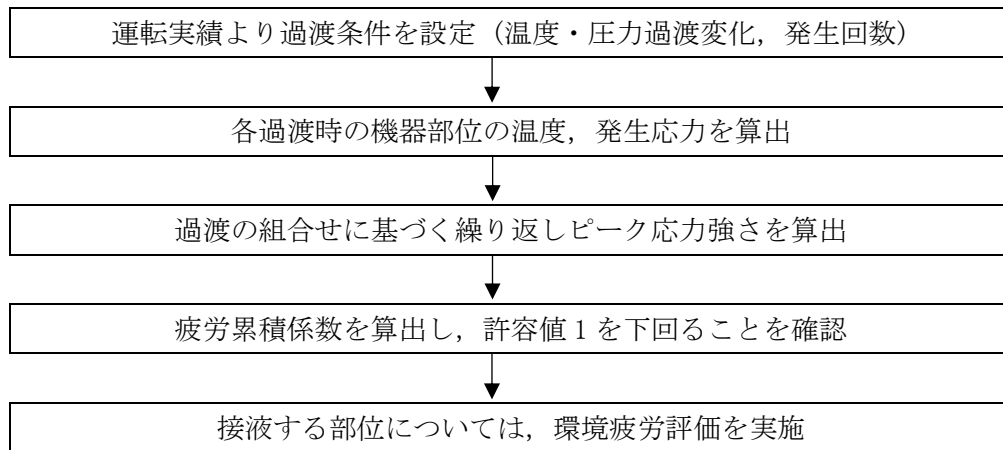 運転実績より過渡条件を設定（温度・圧力過渡変化，発生回数）
各過渡時の機器部位の温度，発生応力を算出
過渡の組合せに基づく繰り返しピーク応力強さを算出
疲労累積係数を算出し，許容値１を下回ることを確認
接液する部位については，環境疲労評価を実施